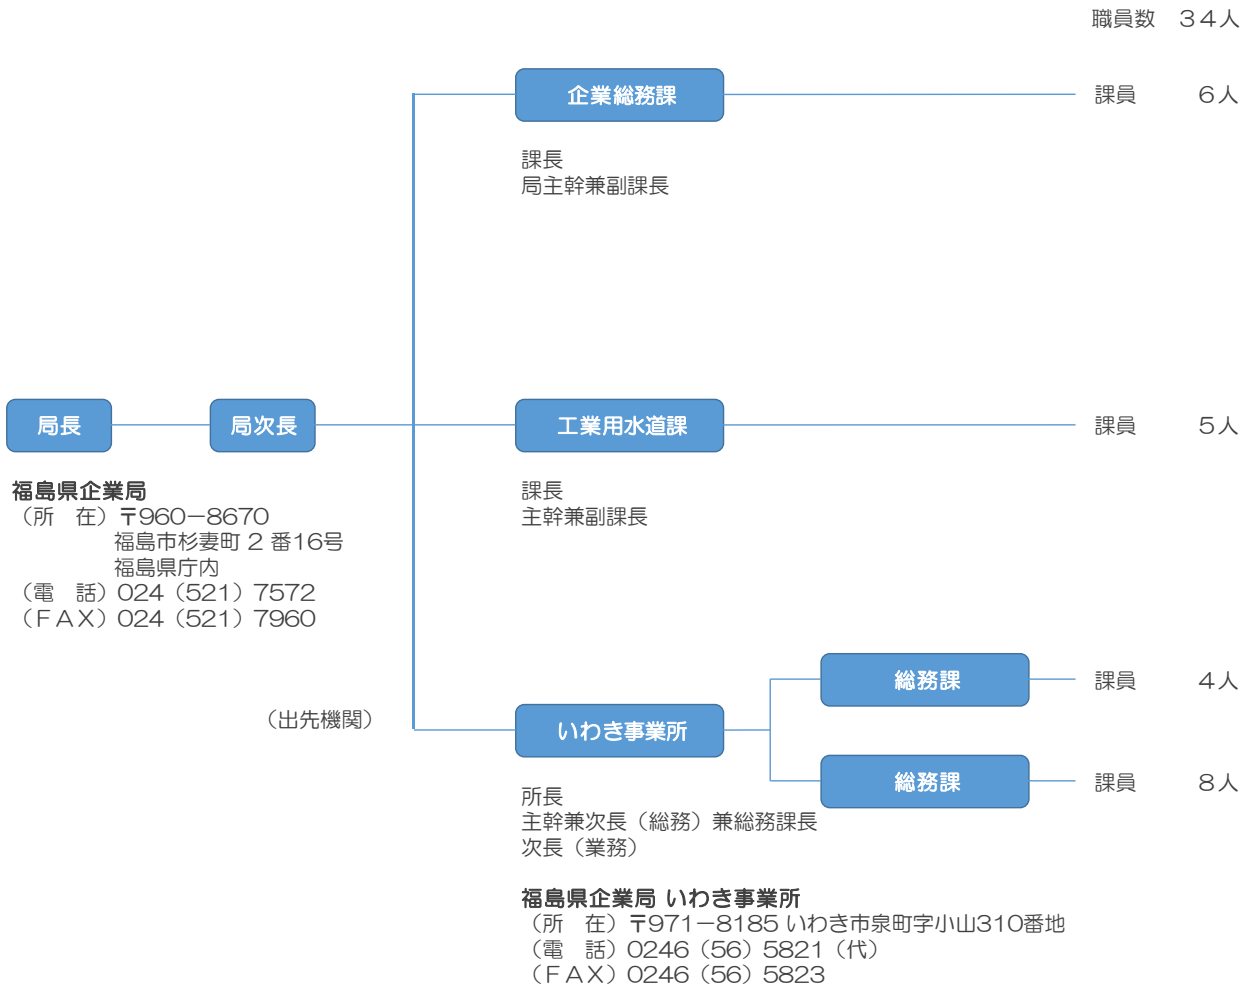 職員数　３４人
企業総務課
課員　６人
課長
局主幹兼副課長
局長
局次長
工業用水道課
課員　５人
福島県企業局
（所　在）〒960－8670
福島市杉妻町 2 番16号
福島県庁内
（電　話）024（521）7572
（ＦＡＸ）024（521）7960
課長
主幹兼副課長
（出先機関）
いわき事業所
総務課
課員　４人
総務課
課員　８人
所長
主幹兼次長（総務）兼総務課長
次長（業務）
福島県企業局 いわき事業所
（所　在）〒971－8185 いわき市泉町字小山310番地
（電　話）0246（56）5821（代）
（ＦＡＸ）0246（56）5823